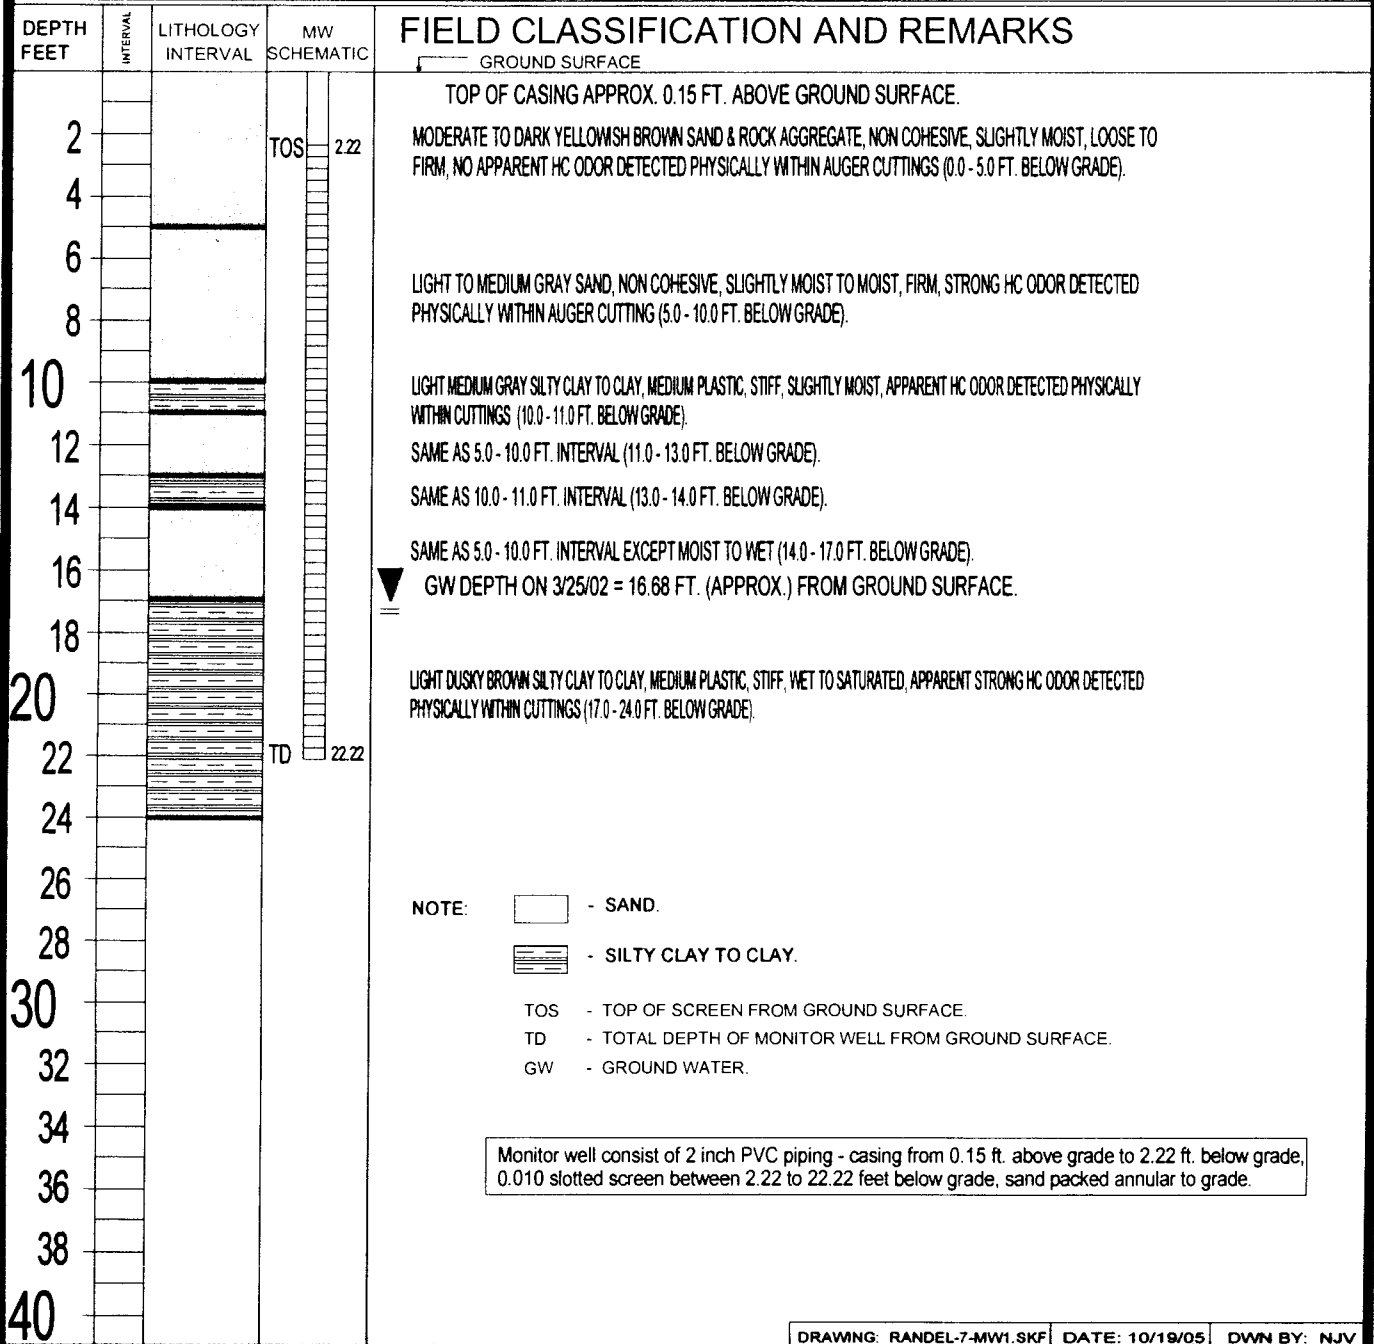 DEPTH FEET
INTERVAL
LITHOLOGY INTERVAL
MW SCHEMATIC
FIELD CLASSIFICATION AND REMARKS
GROUND SURFACE
TOP OF CASING APPROX. 0.15 FT. ABOVE GROUND SURFACE.
2
TOS
2.22
MODERATE TO DARK YELLOWISH BROWN SAND & ROCK AGGREGATE, NON COHESIVE, SLIGHTLY MOIST, LOOSE TO
FIRM, NO APPARENT HC ODOR DETECTED PHYSICALLY WITHIN AUGER CUTTINGS (0.0 - 5.0 FT. BELOW GRADE).
4
6
LIGHT TO MEDIUM GRAY SAND, NON COHESIVE, SLIGHTLY MOIST TO MOIST, FIRM, STRONG HC ODOR DETECTED
PHYSICALLY WITHIN AUGER CUTTING (5.0 - 10.0 FT. BELOW GRADE).
8
10
LIGHT MEDIUM GRAY SILTY CLAY TO CLAY, MEDIUM PLASTIC, STIFF, SLIGHTLY MOIST, APPARENT HC ODOR DETECTED PHYSICALLY
WITHIN CUTTINGS (10.0 - 11.0 FT. BELOW GRADE).
12
SAME AS 5.0 - 10.0 FT. INTERVAL (11.0 - 13.0 FT. BELOW GRADE).
SAME AS 10.0 - 11.0 FT. INTERVAL (13.0 - 14.0 FT. BELOW GRADE).
14
SAME AS 5.0 - 10.0 FT. INTERVAL EXCEPT MOIST TO WET (14.0 - 17.0 FT. BELOW GRADE).
16
GW DEPTH ON 3/25/02 = 16.68 FT. (APPROX.) FROM GROUND SURFACE.
18
20
LIGHT DUSKY BROWN SILTY CLAY TO CLAY, MEDIUM PLASTIC, STIFF, WET TO SATURATED, APPARENT STRONG HC ODOR DETECTED
PHYSICALLY WITHIN CUTTINGS (17.0 - 24.0 FT. BELOW GRADE).
22
TD
22.22
24
26
28
30
32
34
36
38
40
NOTE:
- SAND.
- SILTY CLAY TO CLAY.
TOS - TOP OF SCREEN FROM GROUND SURFACE.
TD - TOTAL DEPTH OF MONITOR WELL FROM GROUND SURFACE.
GW - GROUND WATER.
Monitor well consist of 2 inch PVC piping - casing from 0.15 ft. above grade to 2.22 ft. below grade,
0.010 slotted screen between 2.22 to 22.22 feet below grade, sand packed annular to grade.
DRAWING: RANDEL-7-MW1.SKF DATE: 10/19/05 DWN BY: NJV